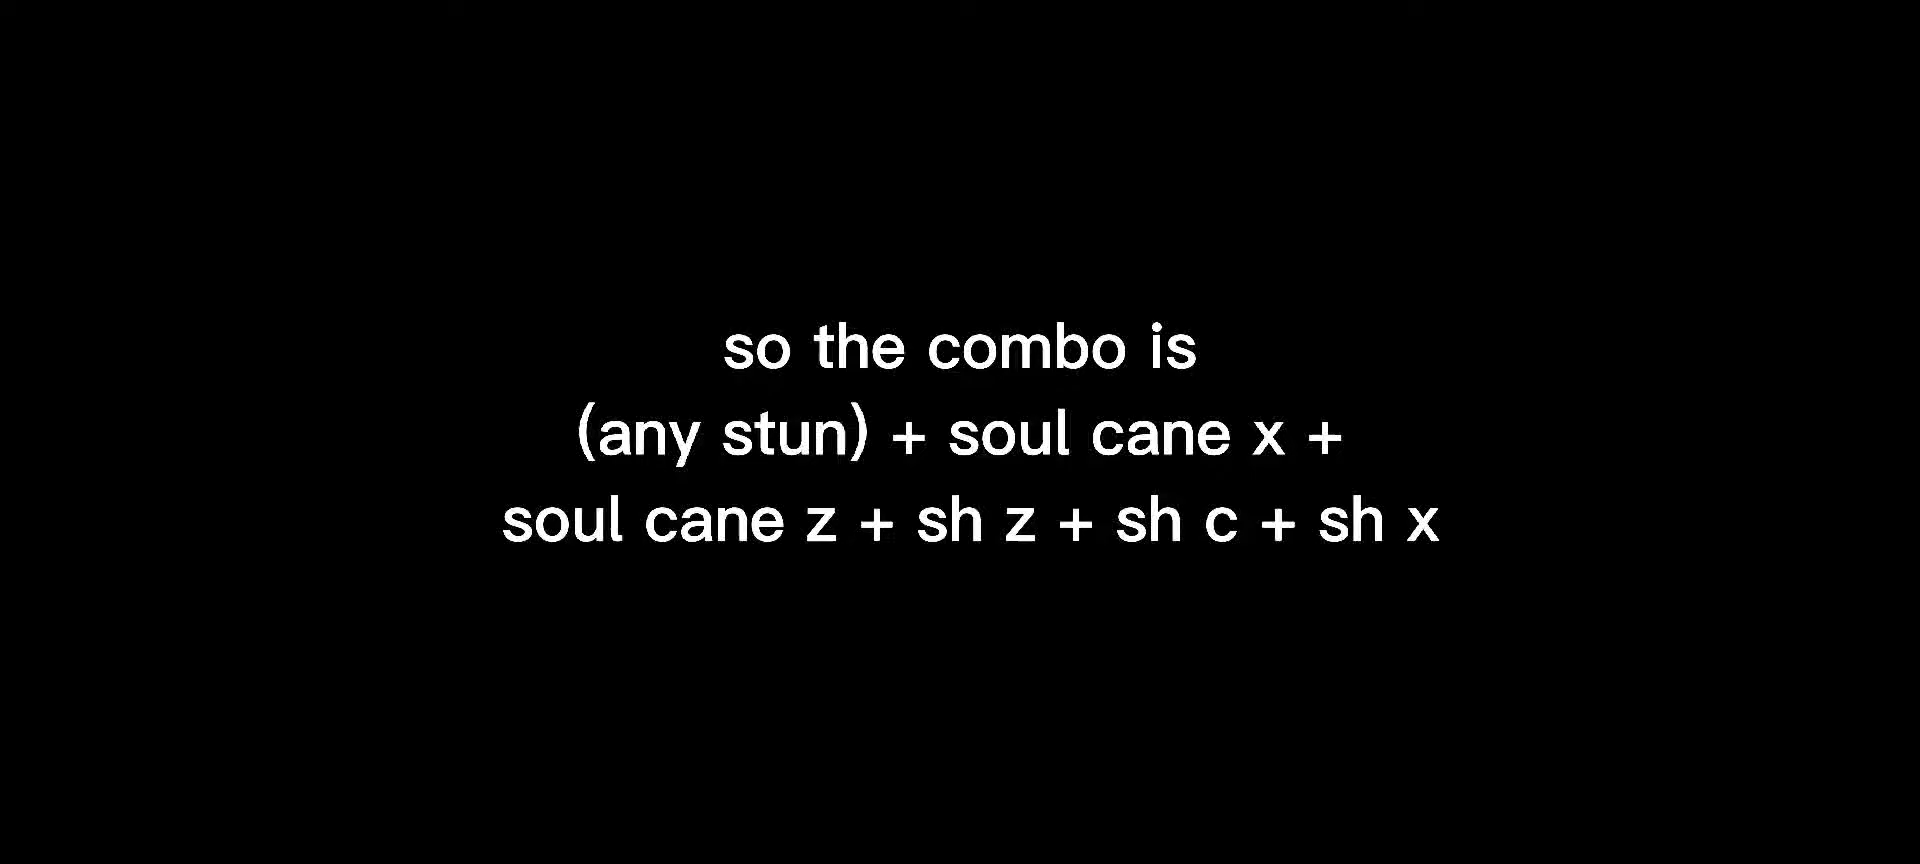 so the combo is
(any stun) + soul cane x +
soul cane z + sh z + sh c + sh x